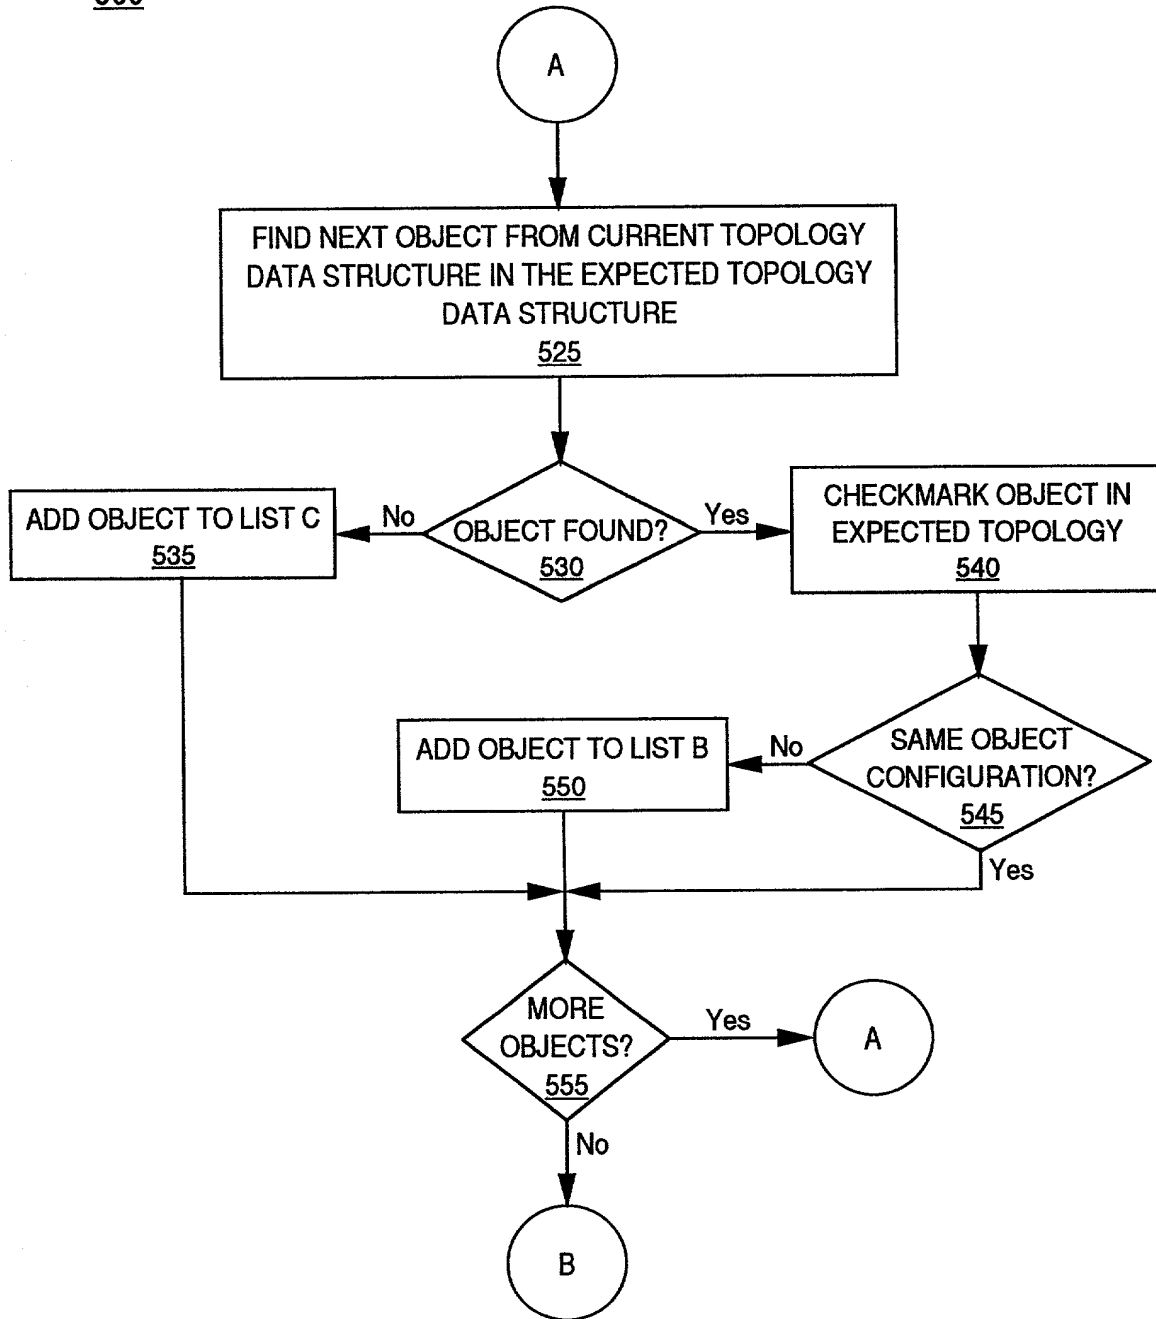 A
FIND NEXT OBJECT FROM CURRENT TOPOLOGY
DATA STRUCTURE IN THE EXPECTED TOPOLOGY
DATA STRUCTURE
525
ADD OBJECT TO LIST C
535
No
OBJECT FOUND?
530
Yes
CHECKMARK OBJECT IN
EXPECTED TOPOLOGY
540
ADD OBJECT TO LIST B
550
No
SAME OBJECT
CONFIGURATION?
545
Yes
MORE
OBJECTS?
555
Yes
A
No
B